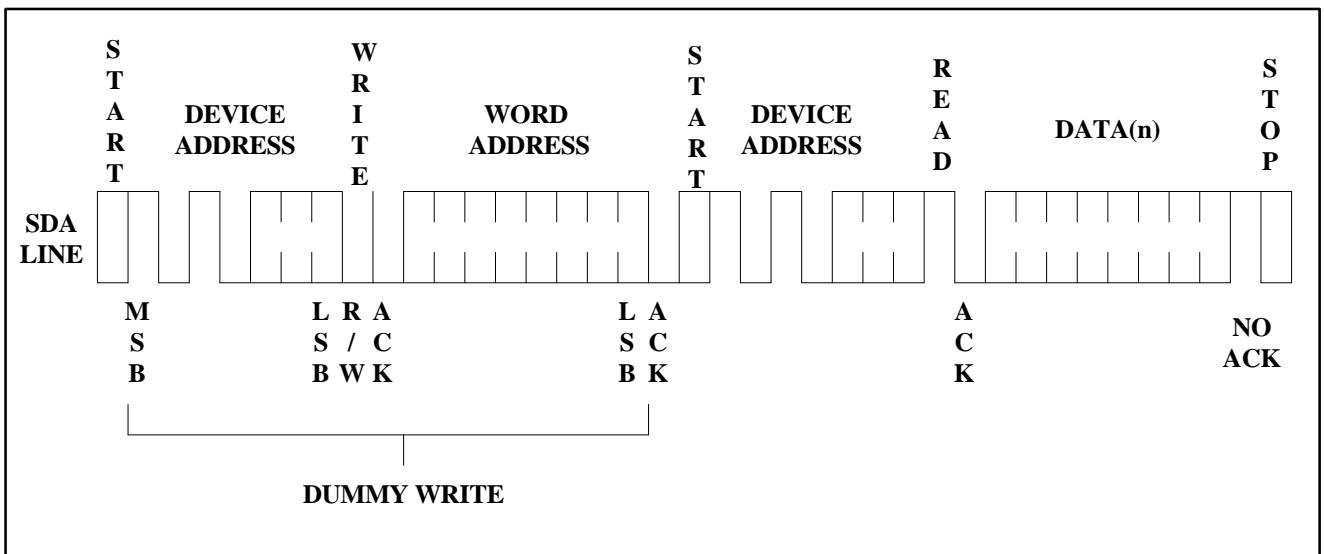 START
WRITE
START
READ
STOP
DEVICE
ADDRESS
WORD
ADDRESS
DEVICE
ADDRESS
DATA(n)
SDA
LINE
MSB
LSB
R/W
ACK
LSB
ACK
ACK
NO
ACK
DUMMY WRITE